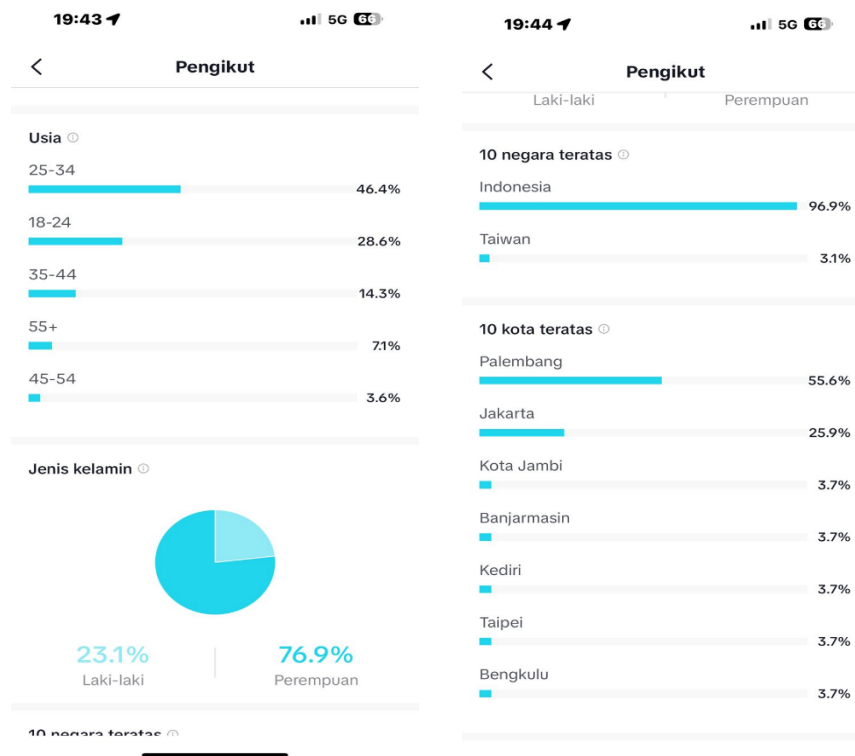 19:43
5G 66
Pengikut
Usia
25-34
46.4%
18-24
28.6%
35-44
14.3%
55+
7.1%
45-54
3.6%
Jenis kelamin
23.1%
76.9%
Laki-laki
Perempuan
10 negara teratas
19:44
5G 66
Pengikut
Laki-laki
Perempuan
10 negara teratas
Indonesia
96.9%
Taiwan
3.1%
10 kota teratas
Palembang
55.6%
Jakarta
25.9%
Kota Jambi
3.7%
Banjarmasin
3.7%
Kediri
3.7%
Taipei
3.7%
Bengkulu
3.7%